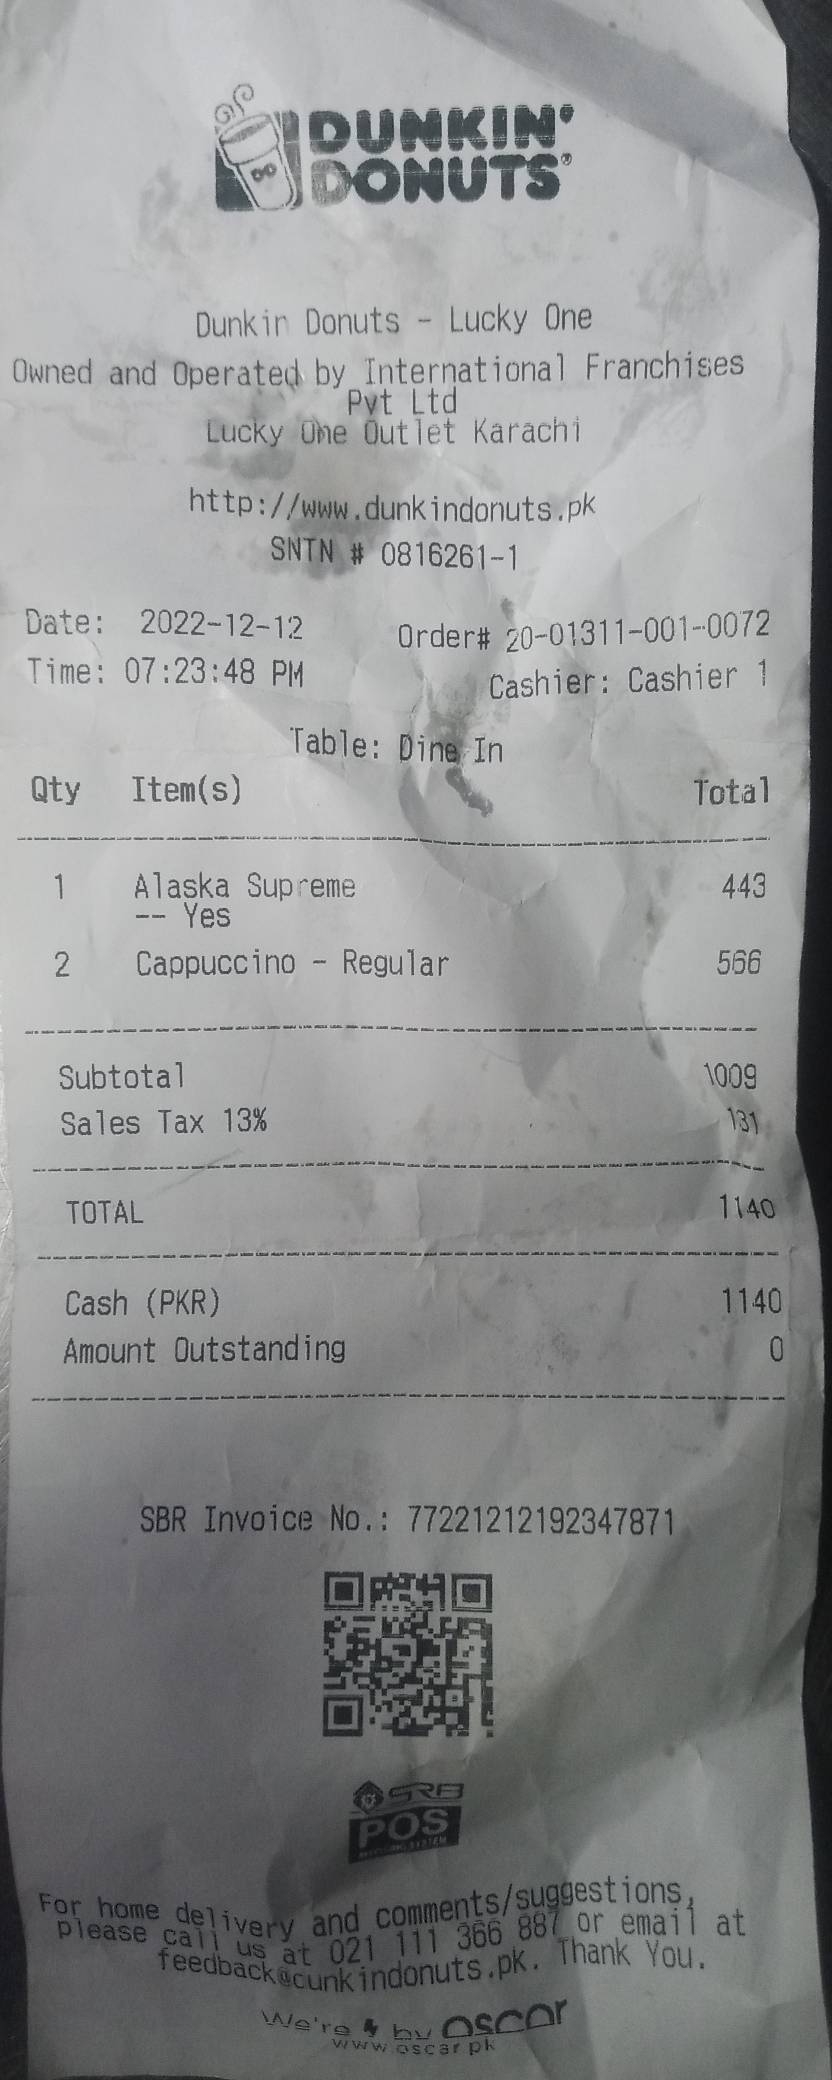 DUNKIN'
DONUTS®
Dunkin Donuts - Lucky One
Owned and Operated by International Franchises
Pvt Ltd
Lucky One Outlet Karachi
http://www.dunkindonuts.pk
SNTN # 0816261-1
Date: 2022-12-12 Order# 20-01311-001-0072
Time: 07:23:48 PM Cashier: Cashier 1
Table: Dine In
Qty Item(s) Total
1 Alaska Supreme 443
-- Yes
2 Cappuccino - Regular 566
Subtotal 1009
Sales Tax 13% 131
TOTAL 1140
Cash (PKR) 1140
Amount Outstanding 0
SBR Invoice No.: 77221212192347871
SRB
POS
For home delivery and comments/suggestions,
please call us at 021 111 366 887 or email at
feedback@cunkindonuts.pk. Thank You.
We're by oscar
www.oscar.pk